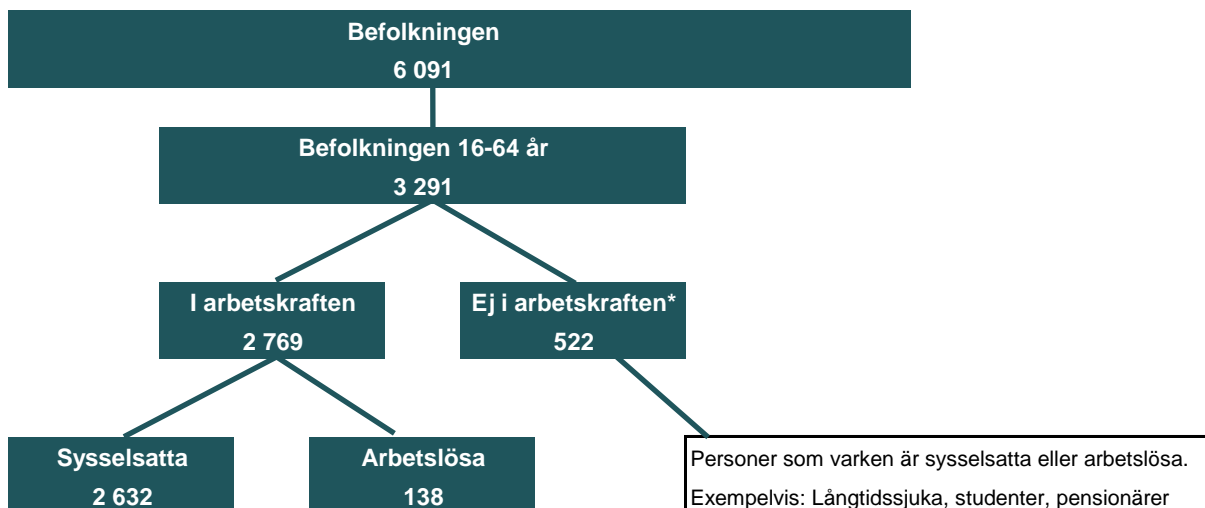 Befolkningen
6 091
Befolkningen 16-64 år
3 291
I arbetskraften
2 769
Ej i arbetskraften*
522
Sysselsatta
2 632
Arbetslösa
138
Personer som varken är sysselsatta eller arbetslösa.
Exempelvis: Långtidssjuka, studenter, pensionärer